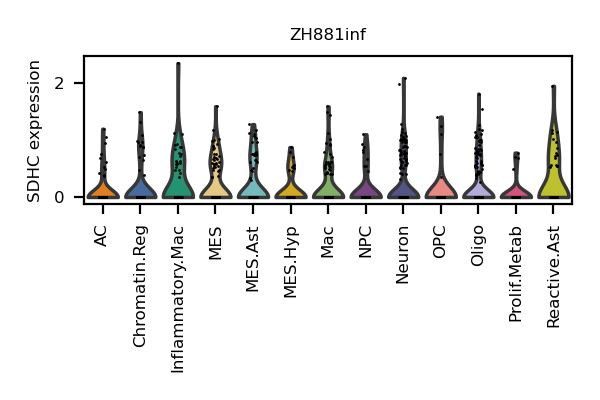 ZH881inf
SDHC expression
2
0
AC
Chromatin.Reg
Inflammatory.Mac
MES
MES.Ast
MES.Hyp
Mac
NPC
Neuron
OPC
Oligo
Prolif.Metab
Reactive.Ast